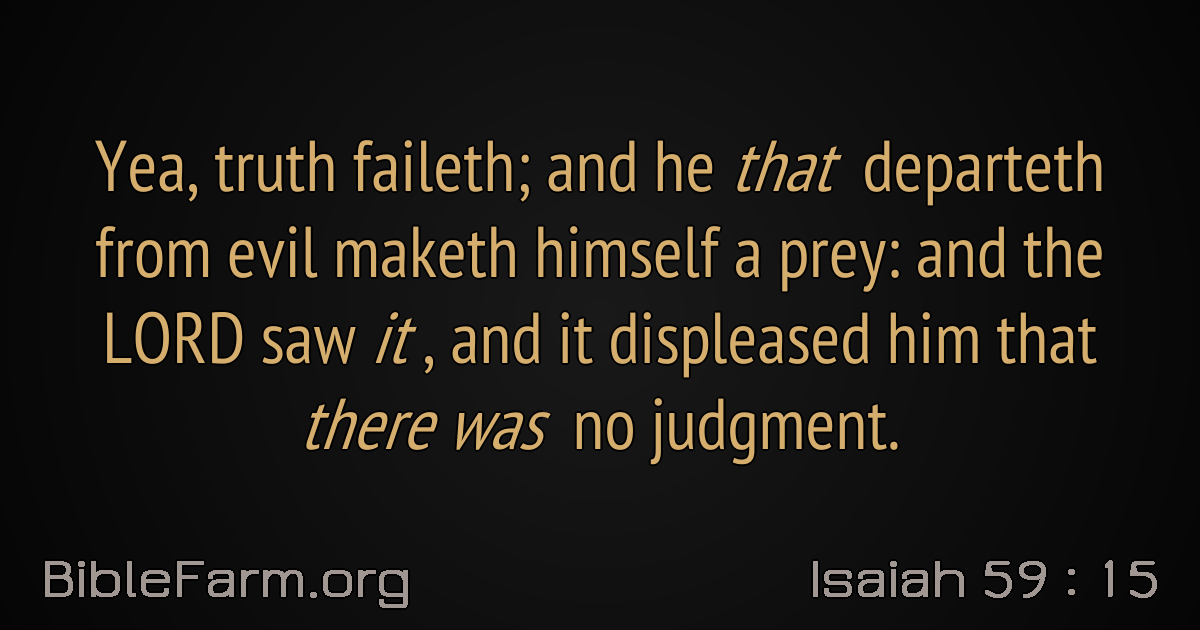 Yea, truth faileth; and he that departeth
from evil maketh himself a prey: and the
LORD saw it , and it displeased him that
there was no judgment.
BibleFarm.org
Isaiah 59 : 15